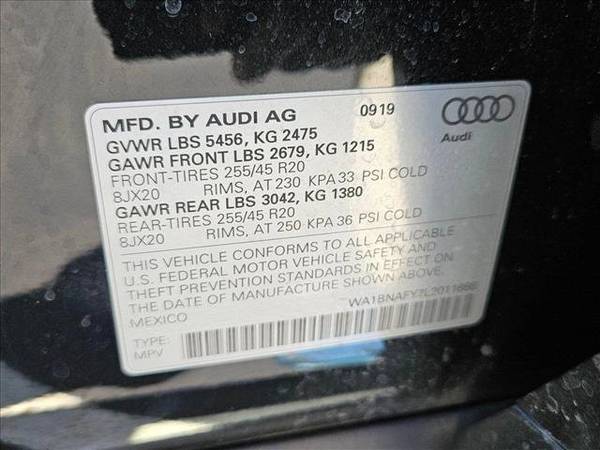 MFD. BY AUDI AG 0919
Audi
GVWR LBS 5456, KG 2475
GAWR FRONT LBS 2679, KG 1215
FRONT-TIRES 255/45 R20
8JX20 RIMS, AT 230 KPA 33 PSI COLD
GAWR REAR LBS 3042, KG 1380
REAR-TIRES 255/45 R20
8JX20 RIMS, AT 250 KPA 36 PSI COLD
THIS VEHICLE CONFORMS TO ALL APPLICABLE
U.S. FEDERAL MOTOR VEHICLE SAFETY AND
THEFT PREVENTION STANDARDS IN EFFECT ON
THE DATE OF MANUFACTURE SHOWN ABOVE.
MEXICO
TYPE:
MPV